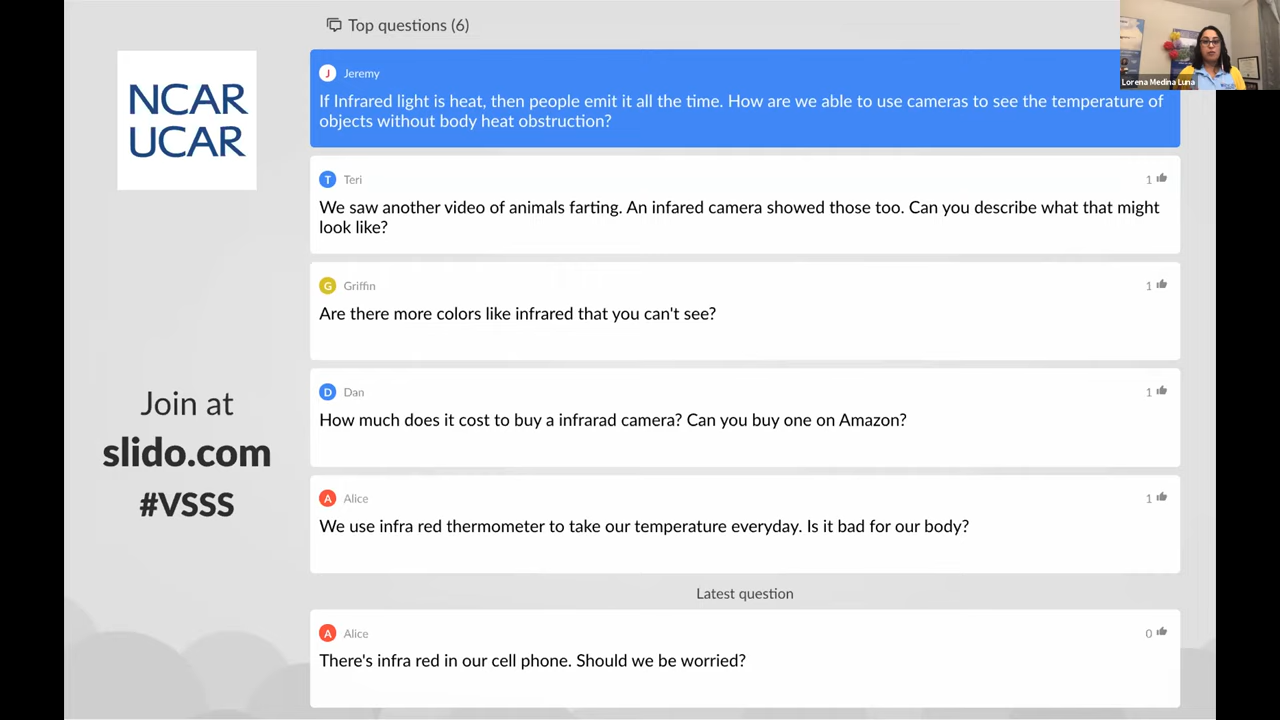 Top questions (6)
NCAR
UCAR
J Jeremy
If Infrared light is heat, then people emit it all the time. How are we able to use cameras to see the temperature of
objects without body heat obstruction?
Lorena Medina Luna
T Teri 1
We saw another video of animals farting. An infared camera showed those too. Can you describe what that might
look like?
G Griffin 1
Are there more colors like infrared that you can't see?
D Dan 1
How much does it cost to buy a infrarad camera? Can you buy one on Amazon?
Join at
slido.com
#VSSS
A Alice 1
We use infra red thermometer to take our temperature everyday. Is it bad for our body?
Latest question
A Alice 0
There's infra red in our cell phone. Should we be worried?